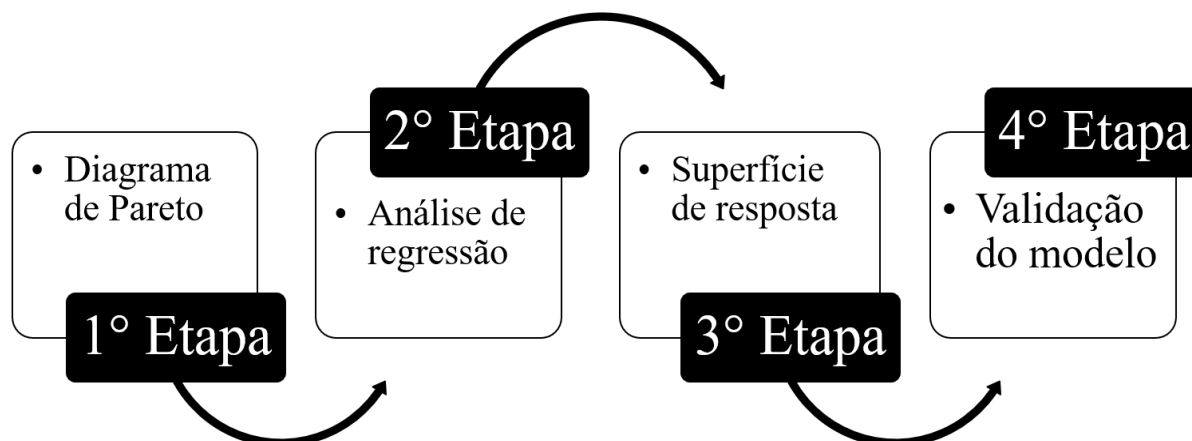 • Diagrama
de Pareto
1° Etapa
2° Etapa
• Análise de
regressão
• Superfície
de resposta
3° Etapa
4° Etapa
• Validação
do modelo